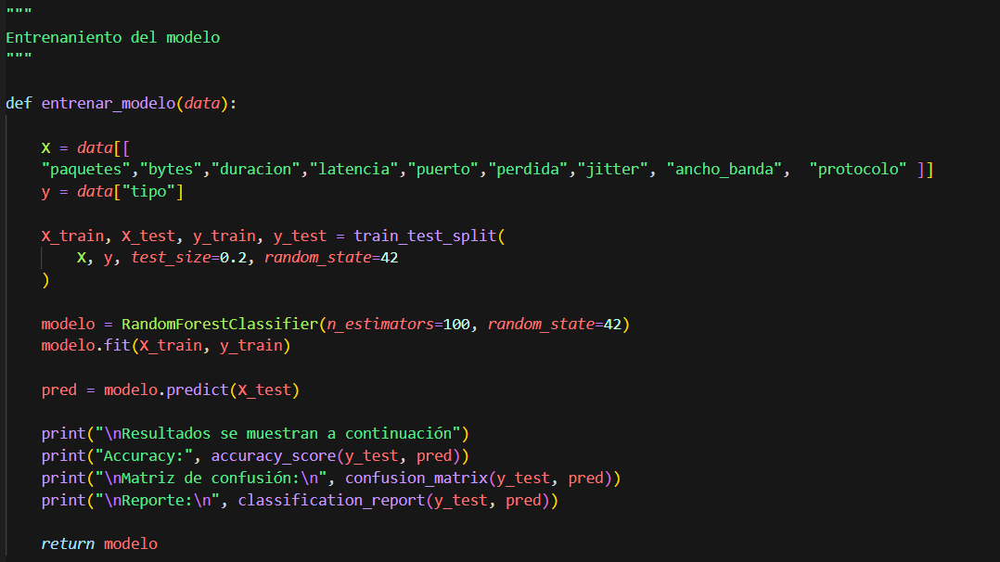 """
Entrenaniento del modelo
"""
def entrenar_modelo(data):
X = data[[
"paquetes","bytes","duracion","latencia","puerto","perdida","jitter", "ancho_banda",  "protocolo" ]]
y = data["tipo"]
X_train, X_test, y_train, y_test = train_test_split(
X, y, test_size=0.2, random_state=42
)
modelo = RandomForestClassifier(n_estimators=100, random_state=42)
modelo.fit(X_train, y_train)
pred = modelo.predict(X_test)
print("\nResultados se muestran a continuación")
print("Accuracy:", accuracy_score(y_test, pred))
print("\nMatriz de confusión:\n", confusion_matrix(y_test, pred))
print("\nReporte:\n", classification_report(y_test, pred))
return modelo